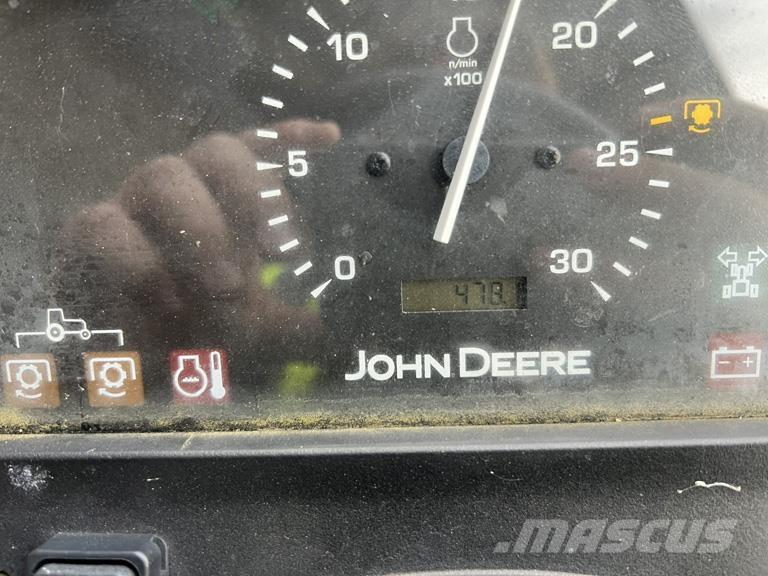 10
20
n/min
x100
5
25
0
30
478
JOHN DEERE
- +
MASCUS